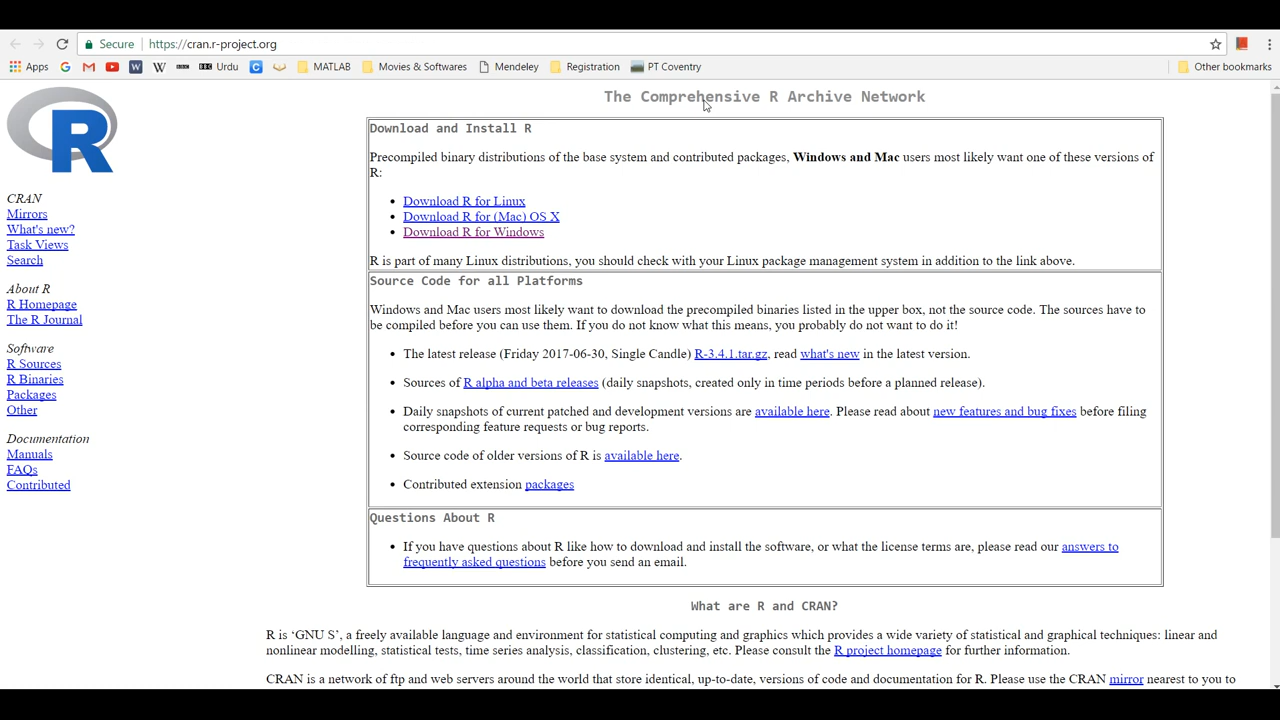 Secure https://cran.r-project.org
Apps Urdu MATLAB Movies & Softwares Mendeley Registration PT Coventry Other bookmarks
R
CRAN
Mirrors
What's new?
Task Views
Search
About R
R Homepage
The R Journal
Software
R Sources
R Binaries
Packages
Other
Documentation
Manuals
FAQs
Contributed
The Comprehensive R Archive Network
Download and Install R
Precompiled binary distributions of the base system and contributed packages, Windows and Mac users most likely want one of these versions of
R:
• Download R for Linux
• Download R for (Mac) OS X
• Download R for Windows
R is part of many Linux distributions, you should check with your Linux package management system in addition to the link above.
Source Code for all Platforms
Windows and Mac users most likely want to download the precompiled binaries listed in the upper box, not the source code. The sources have to
be compiled before you can use them. If you do not know what this means, you probably do not want to do it!
• The latest release (Friday 2017-06-30, Single Candle) R-3.4.1.tar.gz, read what's new in the latest version.
• Sources of R alpha and beta releases (daily snapshots, created only in time periods before a planned release).
• Daily snapshots of current patched and development versions are available here. Please read about new features and bug fixes before filing
corresponding feature requests or bug reports.
• Source code of older versions of R is available here.
• Contributed extension packages
Questions About R
• If you have questions about R like how to download and install the software, or what the license terms are, please read our answers to
frequently asked questions before you send an email.
What are R and CRAN?
R is ‘GNU S’, a freely available language and environment for statistical computing and graphics which provides a wide variety of statistical and graphical techniques: linear and
nonlinear modelling, statistical tests, time series analysis, classification, clustering, etc. Please consult the R project homepage for further information.
CRAN is a network of ftp and web servers around the world that store identical, up-to-date, versions of code and documentation for R. Please use the CRAN mirror nearest to you to